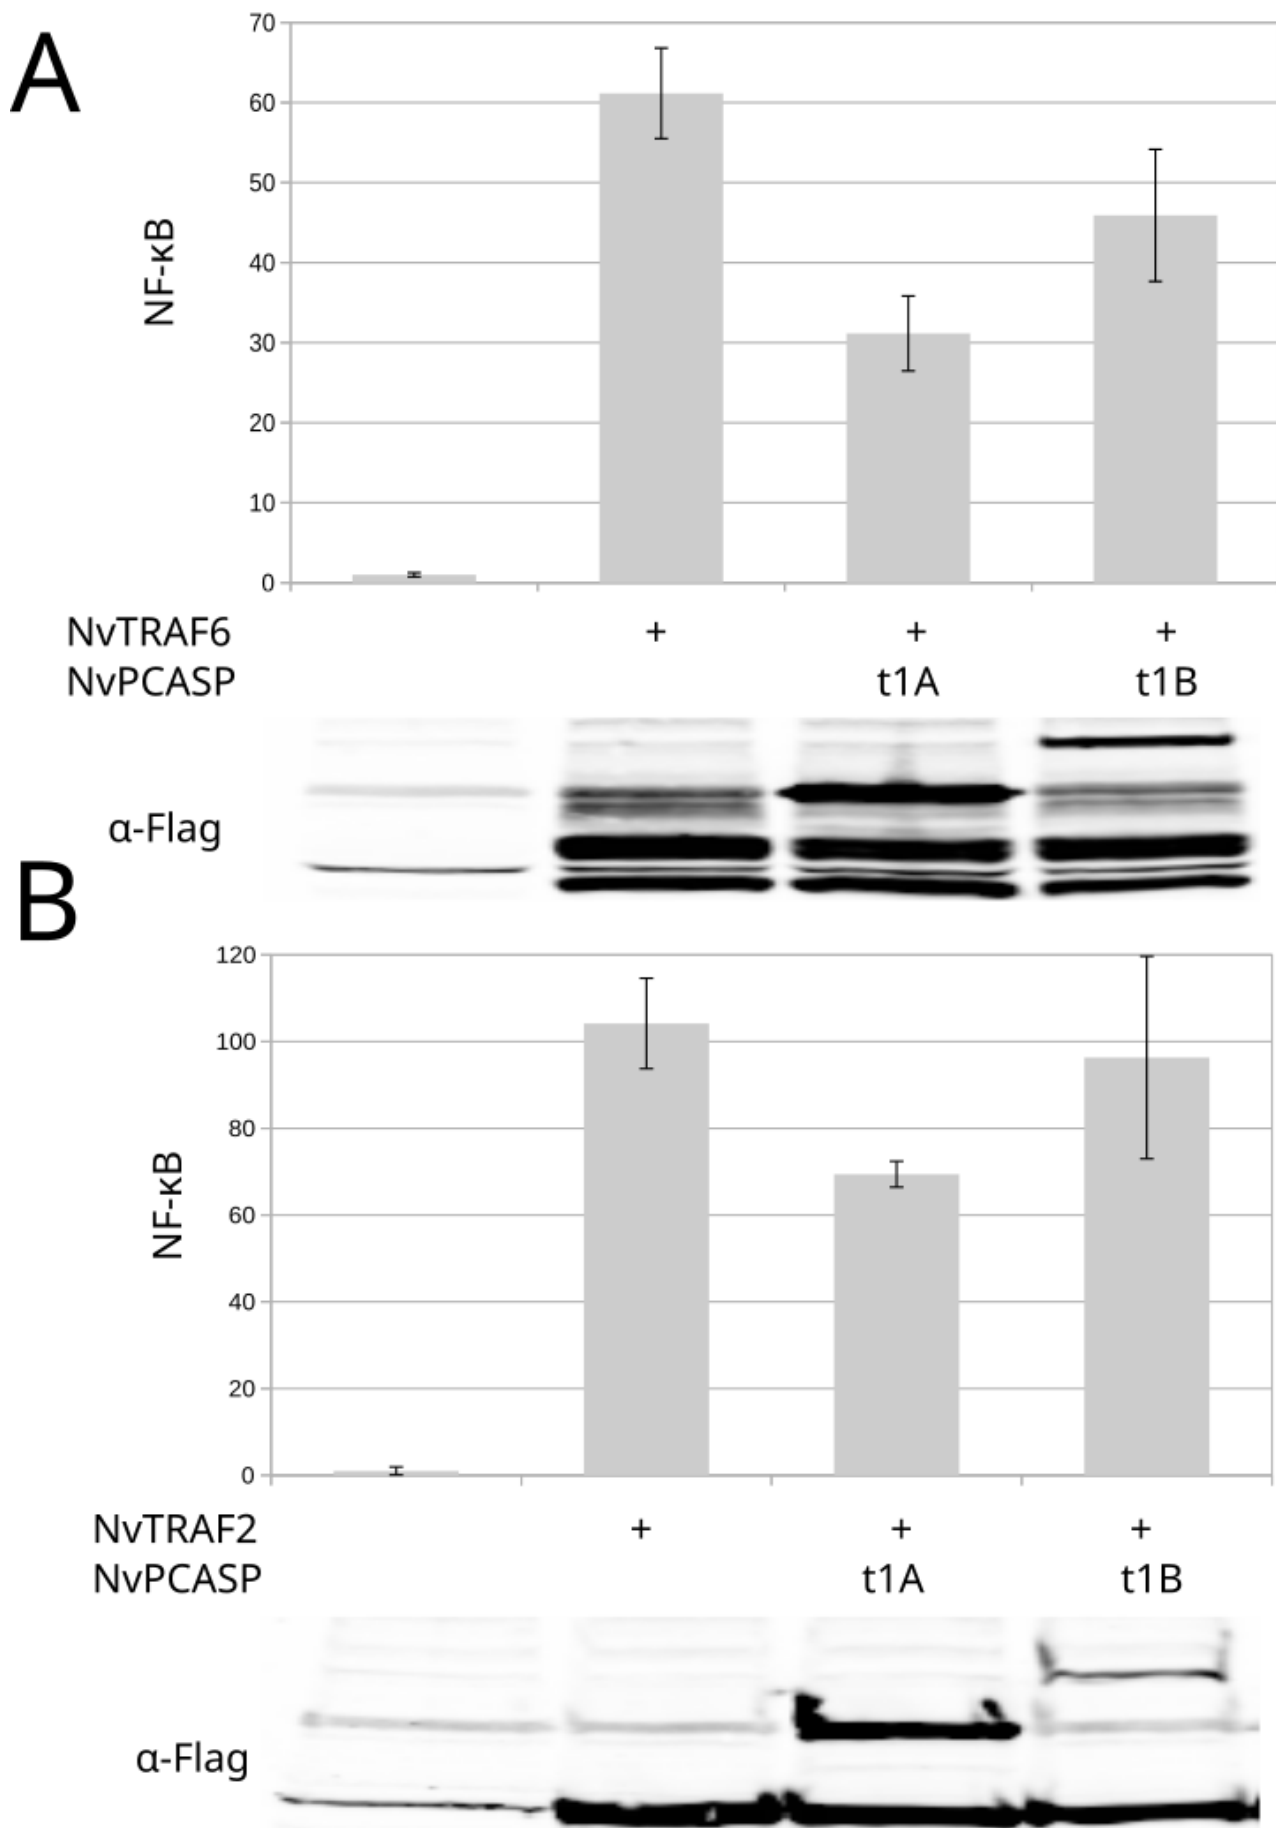 A
70
60
50
40
30
20
10
0
NF-κB
NvTRAF6 + + +
NvPCASP t1A t1B
α-Flag
B
120
100
80
60
40
20
0
NF-κB
NvTRAF2 + + +
NvPCASP t1A t1B
α-Flag